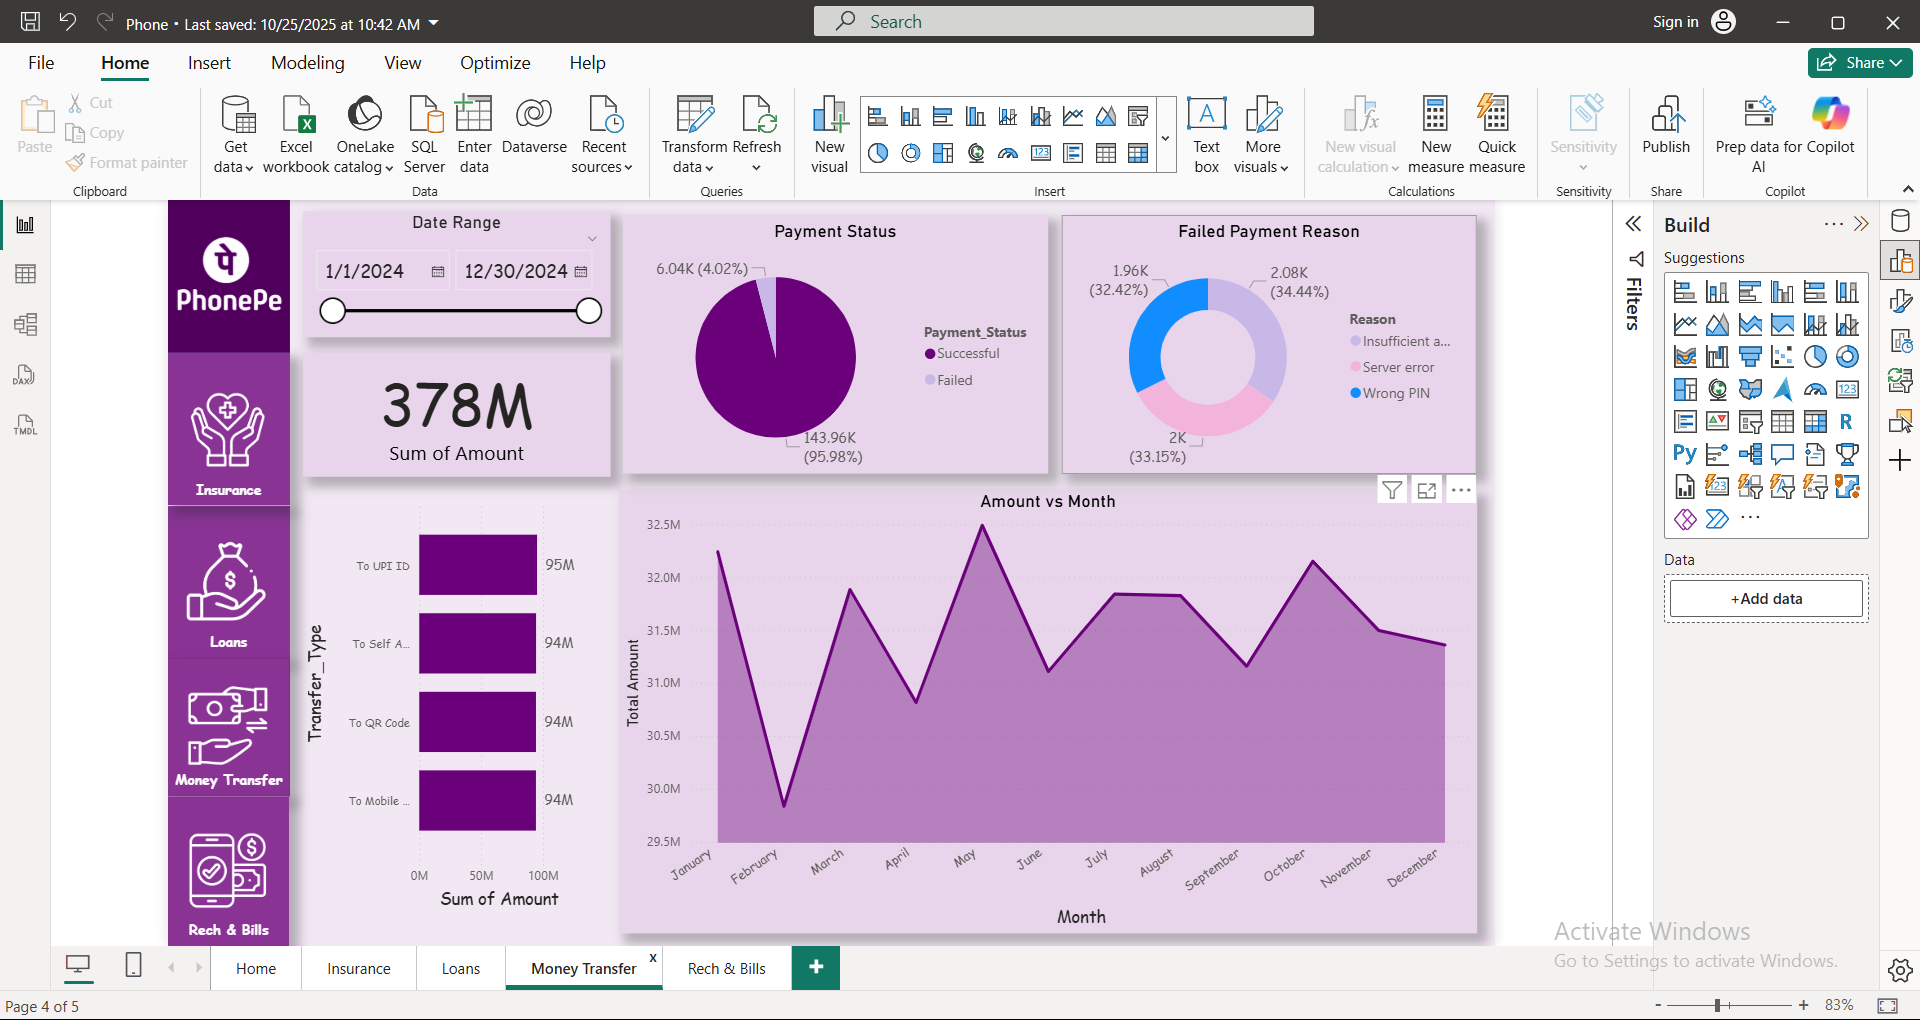 Phone • Last saved: 10/25/2025 at 10:42 AM
Search
Sign in
File
Home
Insert
Modeling
View
Optimize
Help
Share
Paste
Cut
Copy
Format painter
Clipboard
Get data
Excel workbook
OneLake catalog
SQL Server
Enter data
Dataverse
Recent sources
Data
Transform data
Refresh
Queries
New visual
Text box
More visuals
Insert
New visual calculation
New measure
Quick measure
Calculations
Sensitivity
Sensitivity
Publish
Share
Prep data for AI
Copilot
Copilot
पे
PhonePe
Insurance
Loans
Money Transfer
Rech & Bills
Date Range
1/1/2024
12/30/2024
378M
Sum of Amount
Payment Status
6.04K (4.02%)
143.96K
(95.98%)
Payment_Status
Successful
Failed
Failed Payment Reason
1.96K
(32.42%)
2.08K
(34.44%)
2K
(33.15%)
Reason
Insufficient a...
Server error
Wrong PIN
Transfer_Type
To UPI ID
95M
To Self A...
94M
To QR Code
94M
To Mobile ...
94M
0M
50M
100M
Sum of Amount
Amount vs Month
Total Amount
32.5M
32.0M
31.5M
31.0M
30.5M
30.0M
29.5M
January
February
March
April
May
June
July
August
September
October
November
December
Month
Filters
Build
Suggestions
123
R
Py
123
Data
+Add data
DAX
TMDL
Activate Windows
Go to Settings to activate Windows.
Home
Insurance
Loans
Money Transfer
x
Rech & Bills
+
Page 4 of 5
- + 83%